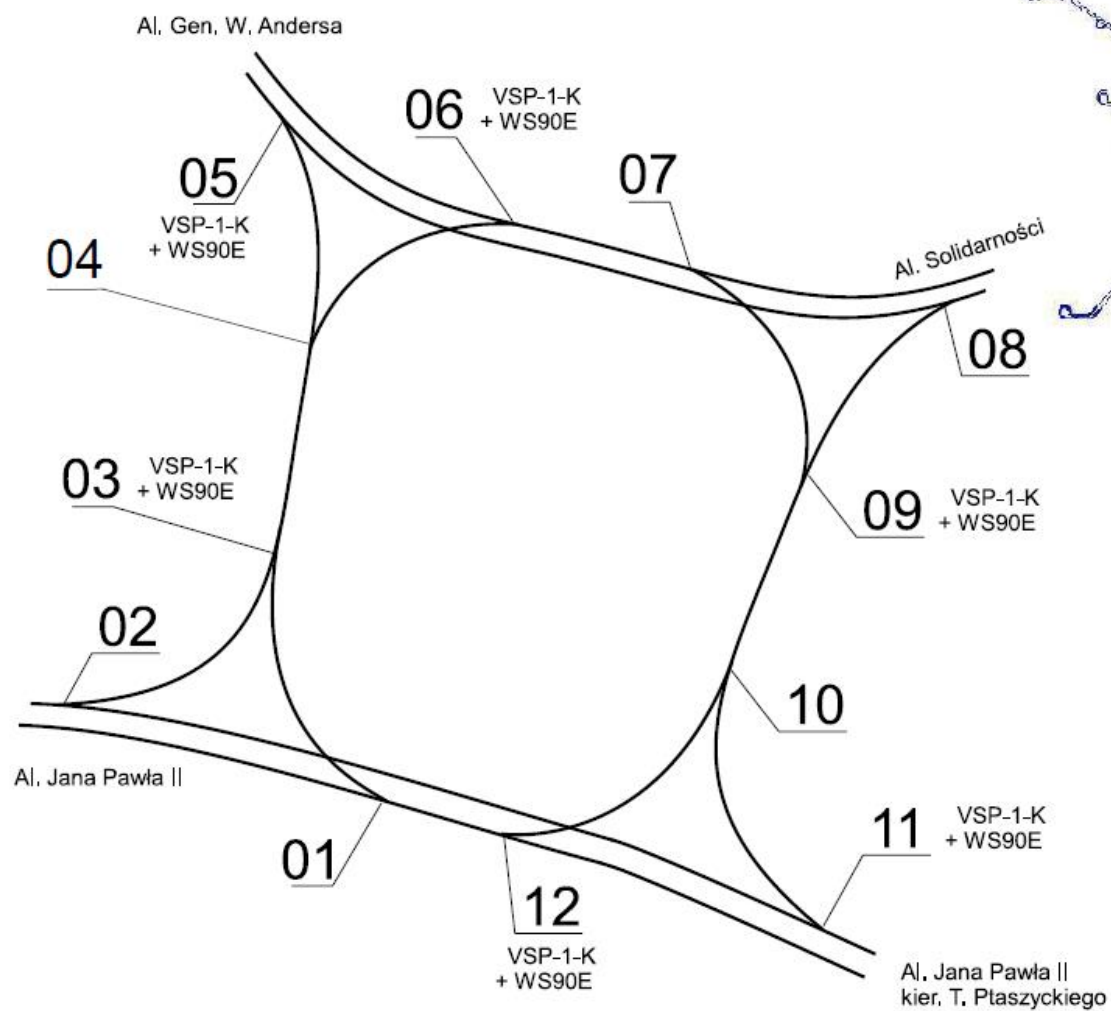 Al. Gen. W. Andersa
06
VSP-1-K
+ WS90E
05
VSP-1-K
+ WS90E
07
04
Al. Solidarności
08
03
VSP-1-K
+ WS90E
09
VSP-1-K
+ WS90E
02
10
Al. Jana Pawła II
01
11
VSP-1-K
+ WS90E
12
VSP-1-K
+ WS90E
Al. Jana Pawła II
kier. T. Ptaszyckiego